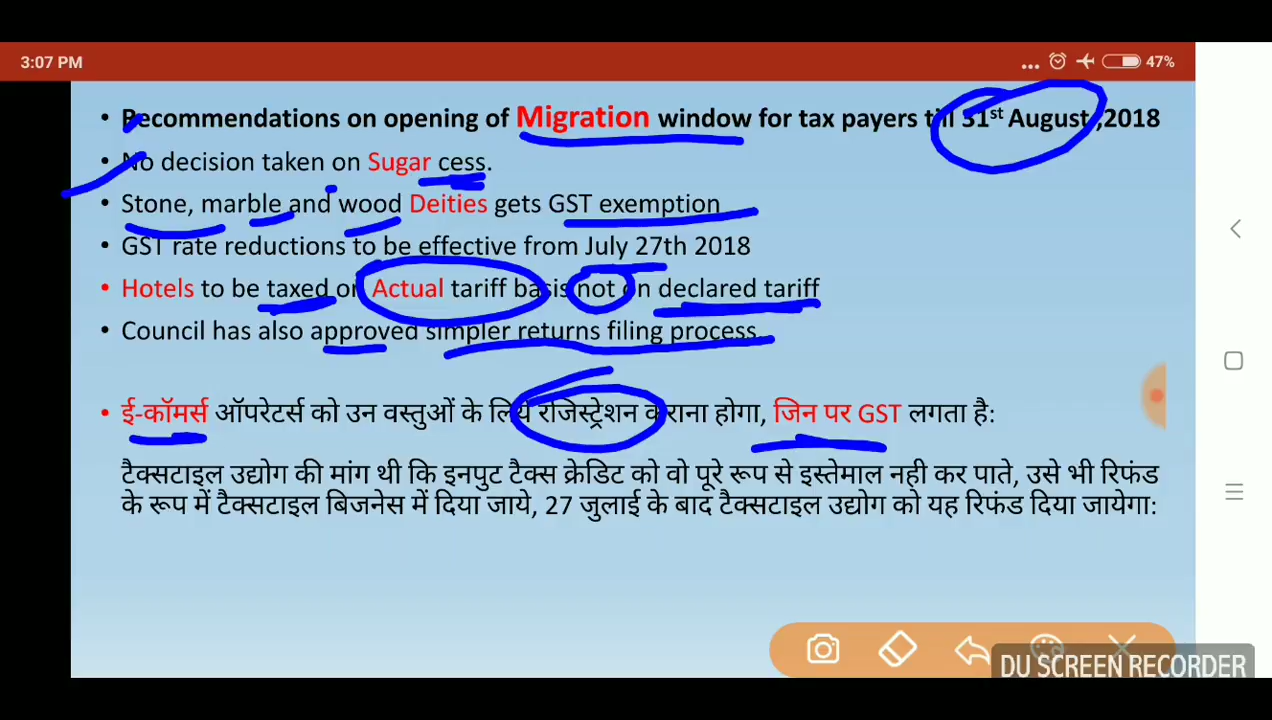 3:07 PM
47%
• Recommendations on opening of Migration window for tax payers till 31st August ,2018
• No decision taken on Sugar cess.
• Stone, marble and wood Deities gets GST exemption
• GST rate reductions to be effective from July 27th 2018
• Hotels to be taxed on Actual tariff basis not on declared tariff
• Council has also approved simpler returns filing process.
• ई-कॉमर्स ऑपरेटर्स को उन वस्तुओं के लिये रजिस्ट्रेशन कराना होगा, जिन पर GST लगता है:
टैक्सटाइल उद्योग की मांग थी कि इनपुट टैक्स क्रेडिट को वो पूरे रूप से इस्तेमाल नही कर पाते, उसे भी रिफंड
के रूप में टैक्सटाइल बिजनेस में दिया जाये, 27 जुलाई के बाद टैक्सटाइल उद्योग को यह रिफंड दिया जायेगा:
DU SCREEN RECORDER